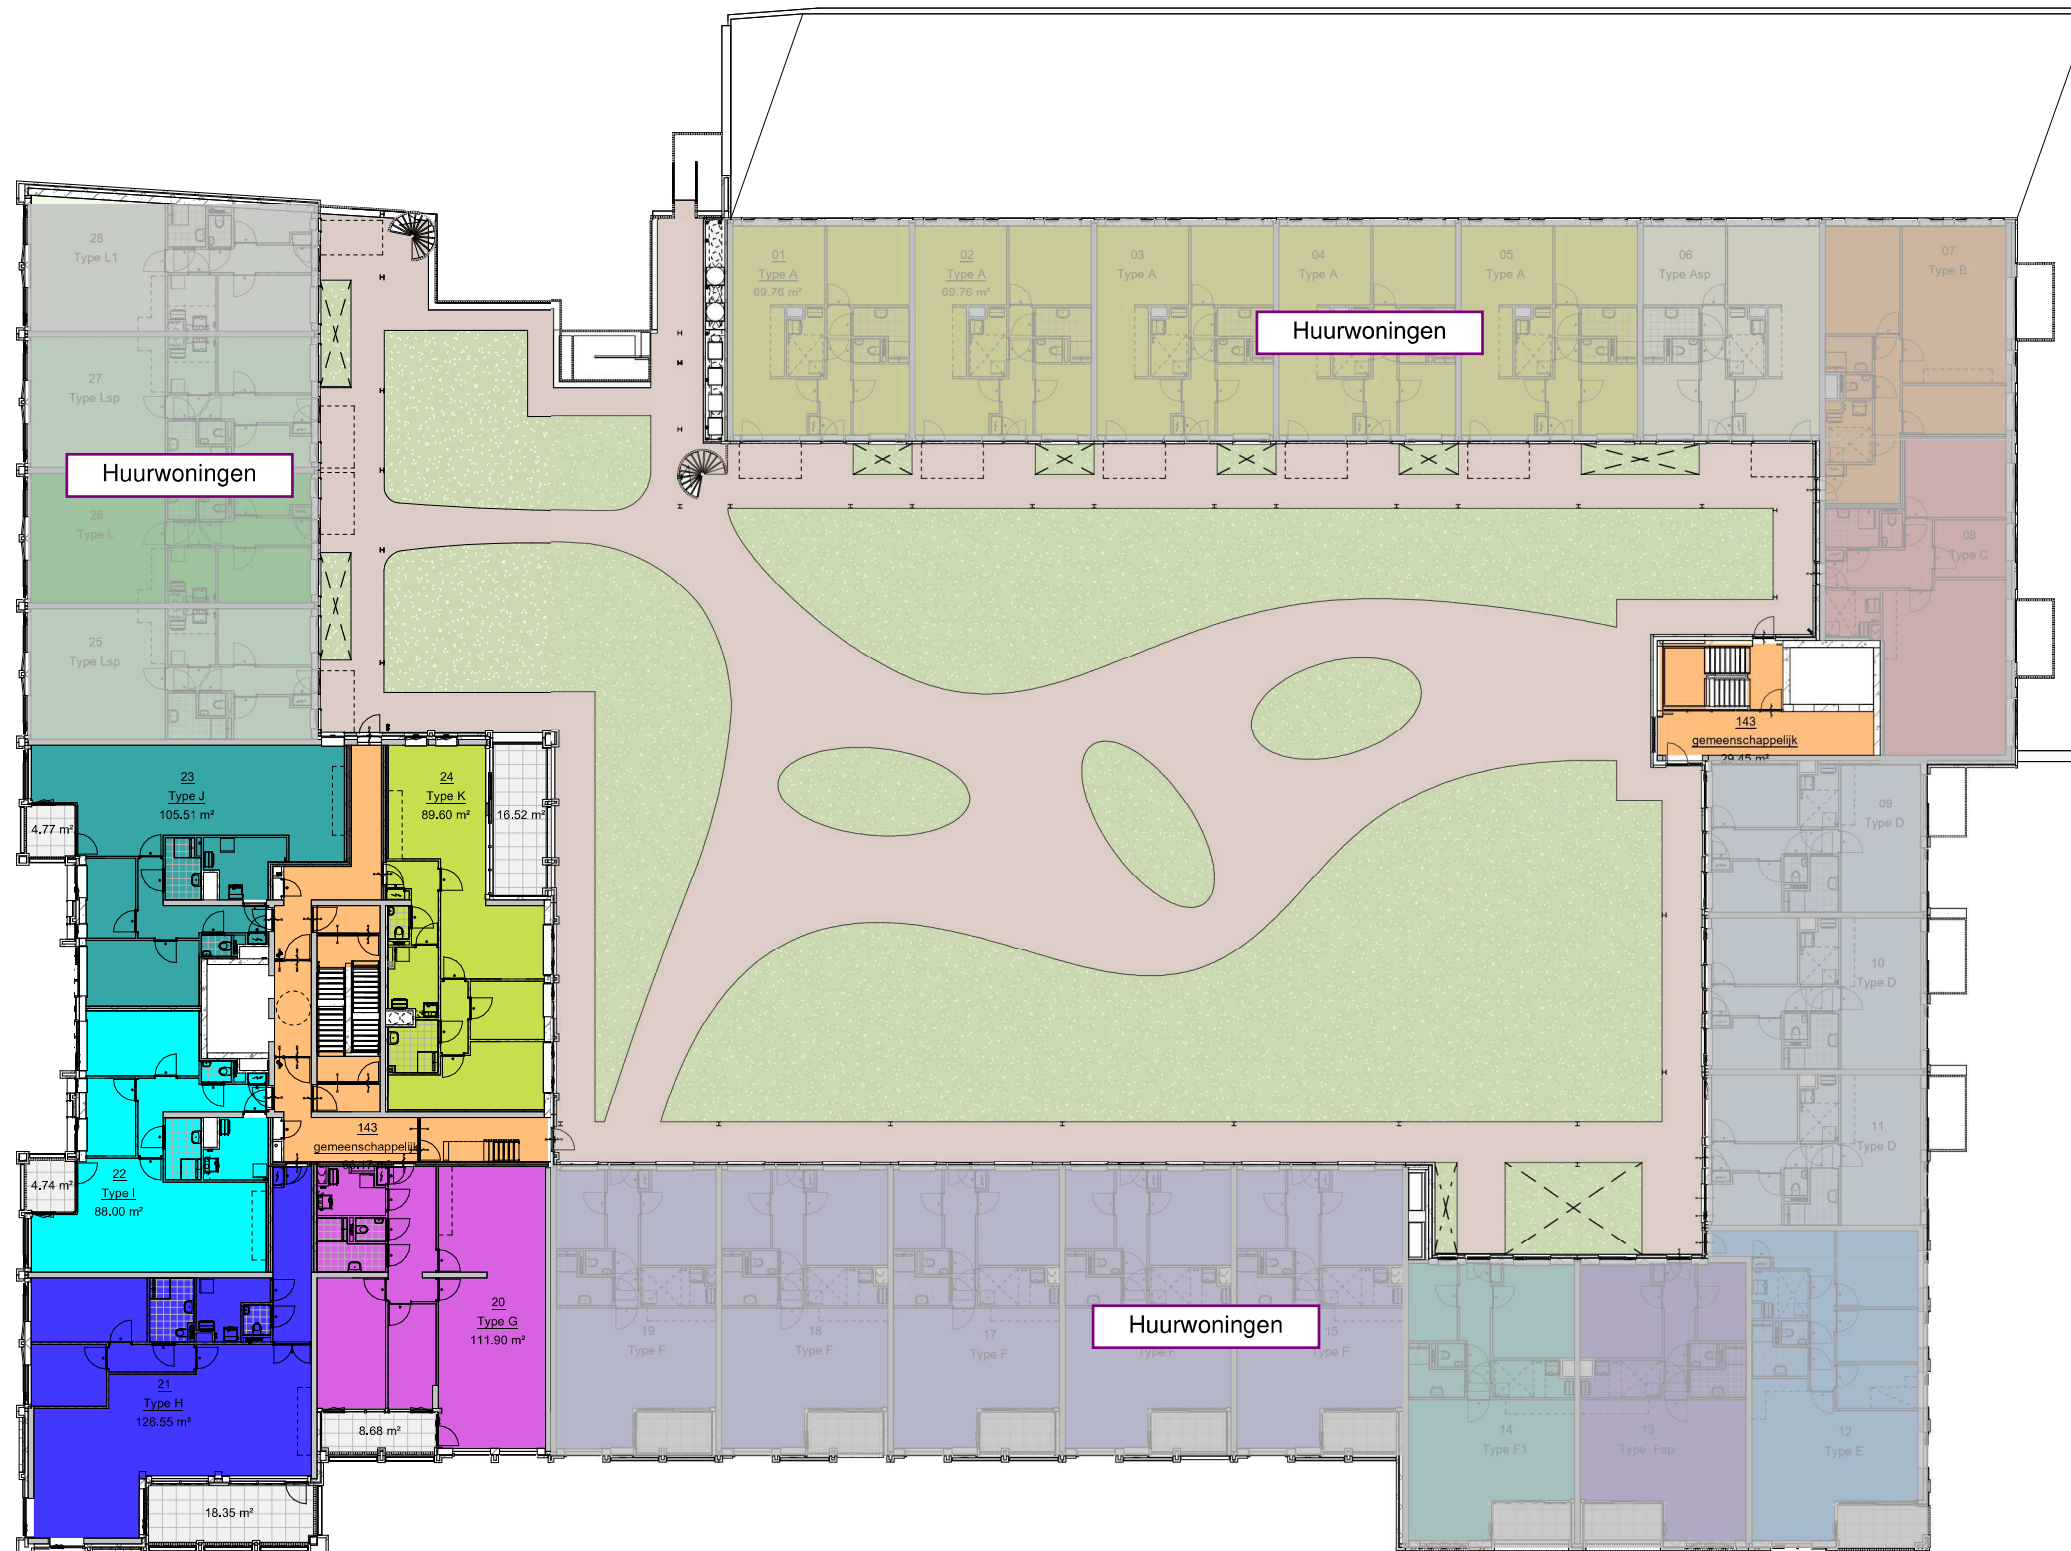 28
Type L1
27
Type Lsp
Huurwoningen
26
Type L
25
Type Lsp
01
Type A
69.76 m²
02
Type A
69.76 m²
03
Type A
04
Type A
05
Type A
06
Type Asp
07
Type B
Huurwoningen
08
Type C
143
gemeenschappelijk
29.45 m²
09
Type D
10
Type D
11
Type D
23
Type J
105.51 m²
4.77 m²
24
Type K
89.60 m²
16.52 m²
143
gemeenschappelijk
22
Type I
88.00 m²
4.74 m²
20
Type G
111.90 m²
8.68 m²
21
Type H
126.55 m²
18.35 m²
19
Type F
18
Type F
17
Type F
Type F
15
Type F
Huurwoningen
14
Type F1
13
Type Fsp
12
Type E